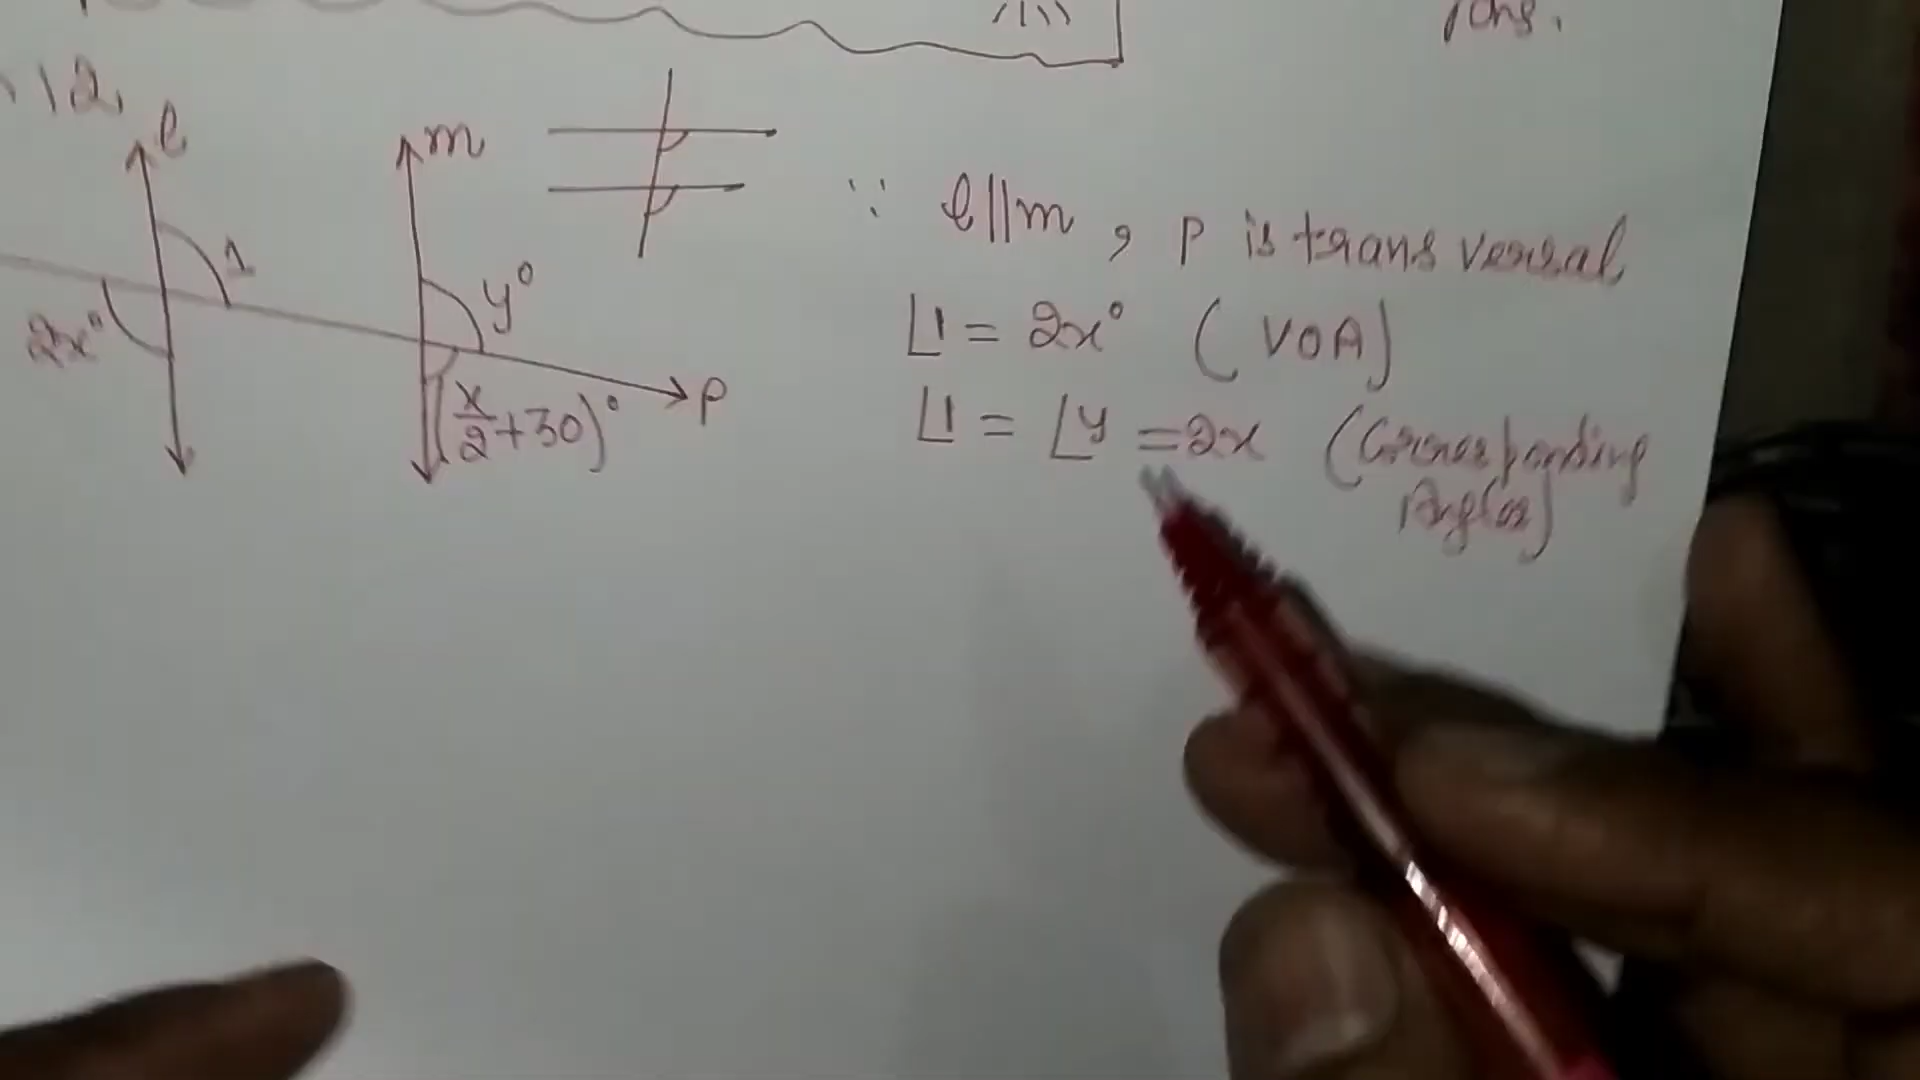 12.
l
m
1
y°
2x°
(x/2+30)°
p
∵ l||m, p is transversal
∠1 = 2x° (VOA)
∠1 = ∠y = 2x (Corresponding
Angles)